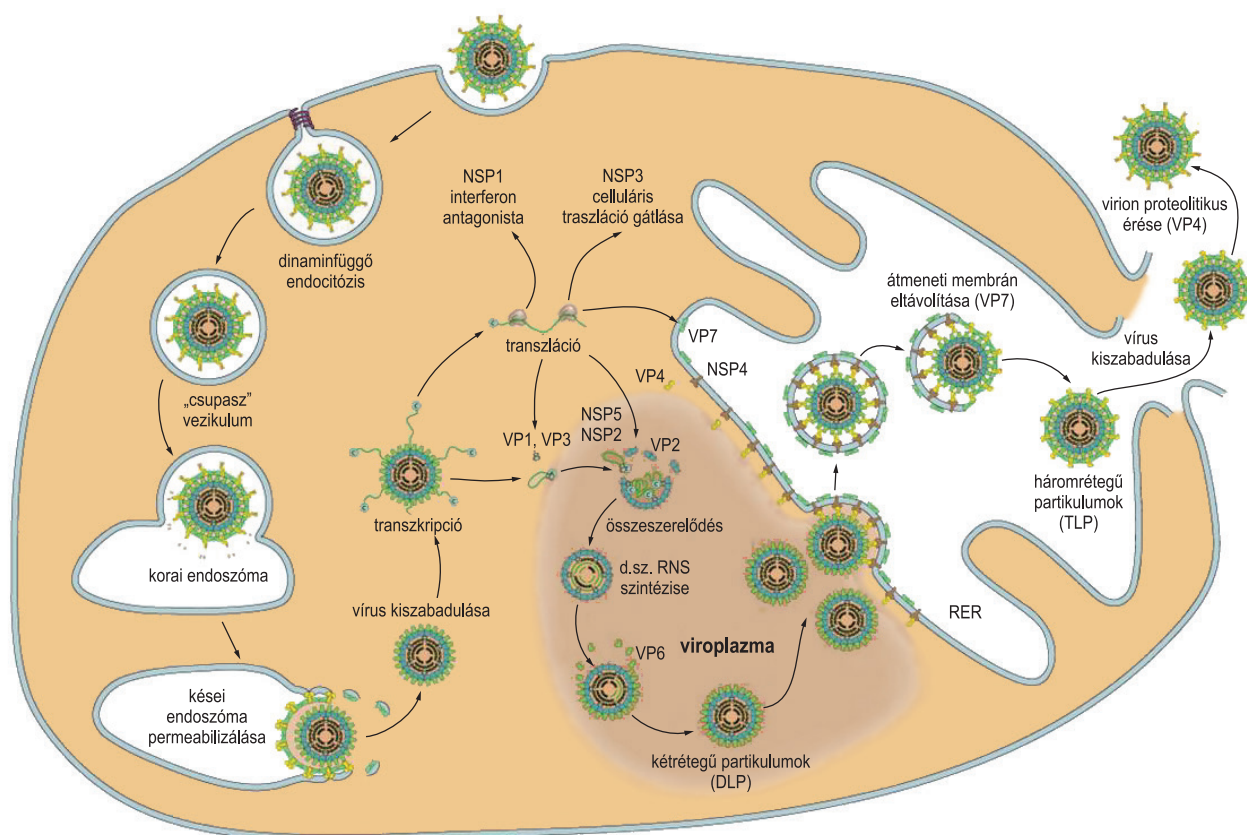 NSP1
interferon
antagonista
NSP3
celluláris
traszláció gátlása
dinaminfüggő
endocitózis
„csupasz”
vezikulum
korai endoszóma
kései
endoszóma
permeabilizálása
vírus kiszabadulása
transzkripció
transzláció
VP1, VP3
NSP5
NSP2
VP2
összeszerelődés
d.sz. RNS
szintézise
VP6
viroplazma
kétrétegű partikulumok
(DLP)
VP4
VP7
NSP4
RER
átmeneti membrán
eltávolítása (VP7)
háromrétegű
partikulumok
(TLP)
vírus
kiszabadulása
virion proteolitikus
érése (VP4)